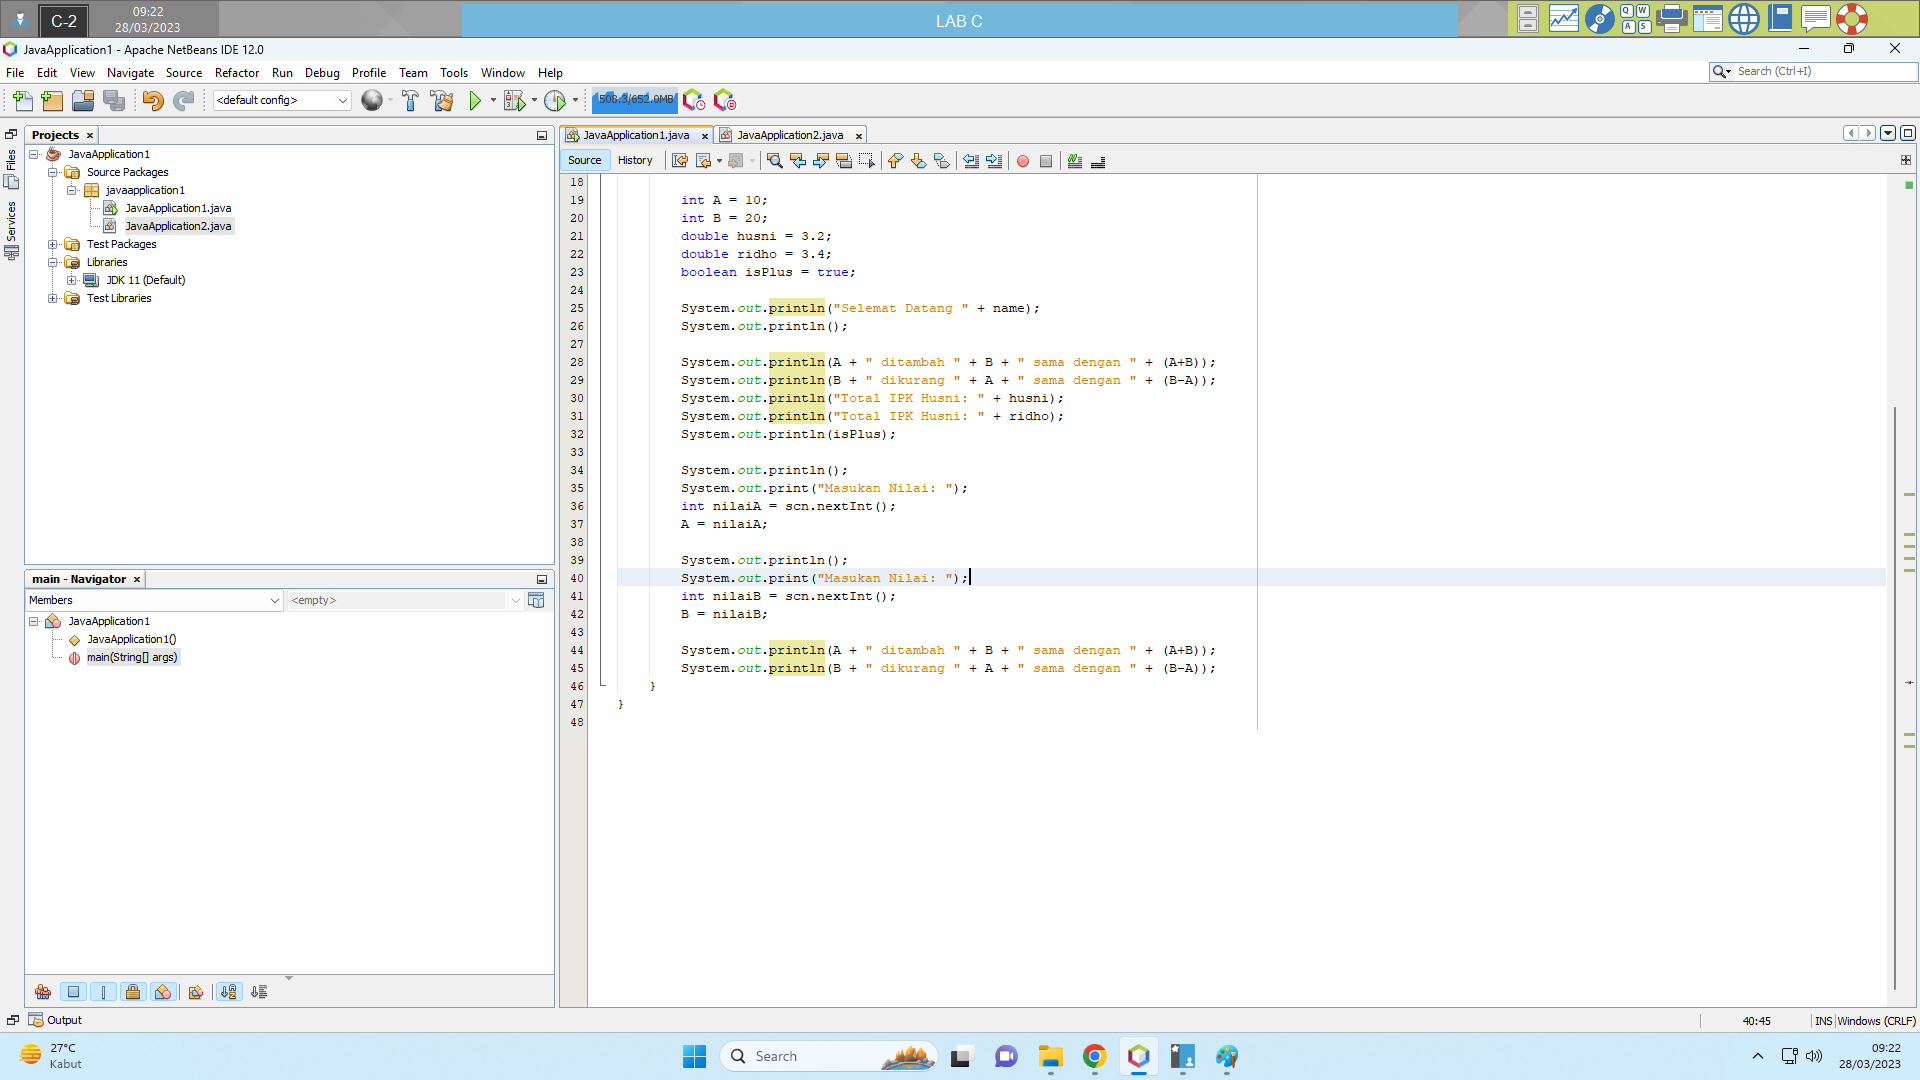 C-2
09:22
28/03/2023
LAB C
Q W
A S
JavaApplication1 - Apache NetBeans IDE 12.0
File Edit View Navigate Source Refactor Run Debug Profile Team Tools Window Help
Search (Ctrl+I)
<default config>
508.3/652.0MB
Files
Services
Projects
JavaApplication1
Source Packages
javaapplication1
JavaApplication1.java
JavaApplication2.java
Test Packages
Libraries
JDK 11 (Default)
Test Libraries
main - Navigator
Members
<empty>
JavaApplication1
JavaApplication1()
main(String[] args)
JavaApplication1.java JavaApplication2.java
Source History
18
19 int A = 10;
20 int B = 20;
21 double husni = 3.2;
22 double ridho = 3.4;
23 boolean isPlus = true;
24
25 System.out.println("Selemat Datang " + name);
26 System.out.println();
27
28 System.out.println(A + " ditambah " + B + " sama dengan " + (A+B));
29 System.out.println(B + " dikurang " + A + " sama dengan " + (B-A));
30 System.out.println("Total IPK Husni: " + husni);
31 System.out.println("Total IPK Husni: " + ridho);
32 System.out.println(isPlus);
33
34 System.out.println();
35 System.out.print("Masukan Nilai: ");
36 int nilaiA = scn.nextInt();
37 A = nilaiA;
38
39 System.out.println();
40 System.out.print("Masukan Nilai: ");
41 int nilaiB = scn.nextInt();
42 B = nilaiB;
43
44 System.out.println(A + " ditambah " + B + " sama dengan " + (A+B));
45 System.out.println(B + " dikurang " + A + " sama dengan " + (B-A));
46 }
47 }
48
Output
40:45 INS Windows (CRLF)
27°C
Kabut
Search
09:22
28/03/2023